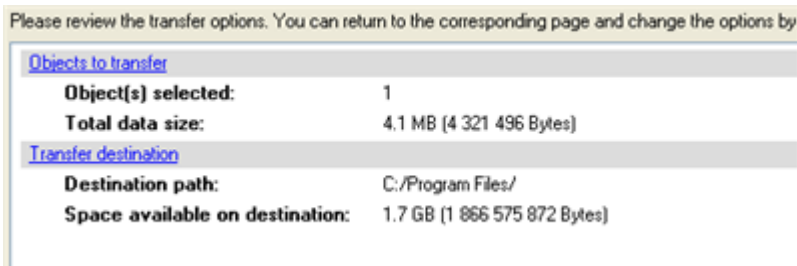 Please review the transfer options. You can return to the corresponding page and change the options by
Objects to transfer
Object(s) selected: 1
Total data size: 4.1 MB (4 321 496 Bytes)
Transfer destination
Destination path: C:/Program Files/
Space available on destination: 1.7 GB (1 866 575 872 Bytes)